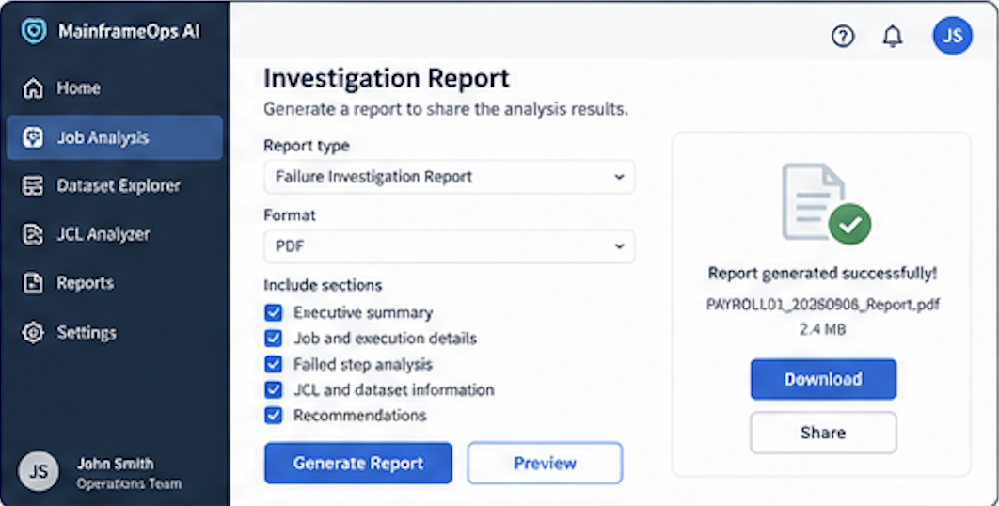 MainframeOps AI
Home
Job Analysis
Dataset Explorer
JCL Analyzer
Reports
Settings
JS
John Smith
Operations Team
JS
Investigation Report
Generate a report to share the analysis results.
Report type
Failure Investigation Report
Format
PDF
Include sections
Executive summary
Job and execution details
Failed step analysis
JCL and dataset information
Recommendations
Generate Report
Preview
Report generated successfully!
2.4 MB
Download
Share